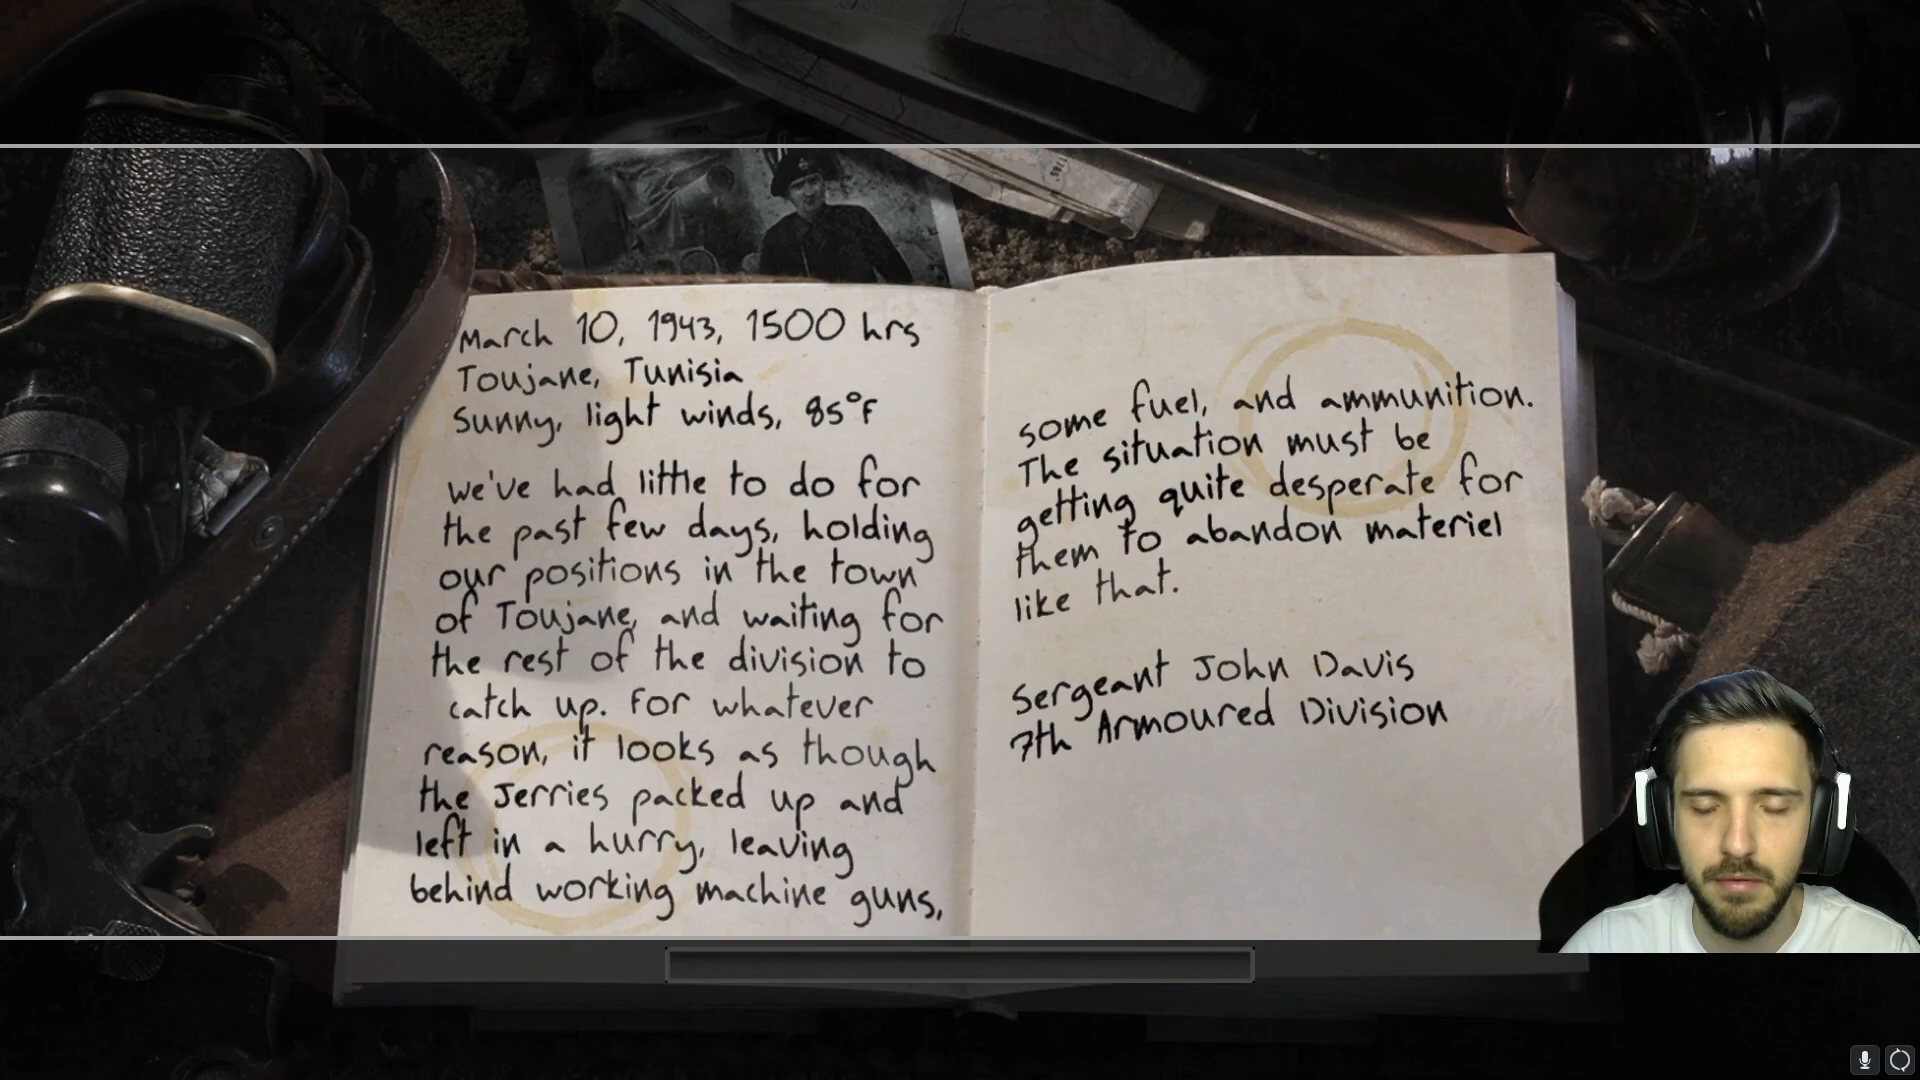 March 10, 1943, 1500 hrs
Toujane, Tunisia
Sunny, light winds, 85°F
We've had little to do for
the past few days, holding
our positions in the town
of Toujane, and waiting for
the rest of the division to
catch up. For whatever
reason, it looks as though
the Jerries packed up and
left in a hurry, leaving
behind working machine guns,
some fuel, and ammunition.
The situation must be
getting quite desperate for
them to abandon materiel
like that.
Sergeant John Davis
7th Armoured Division